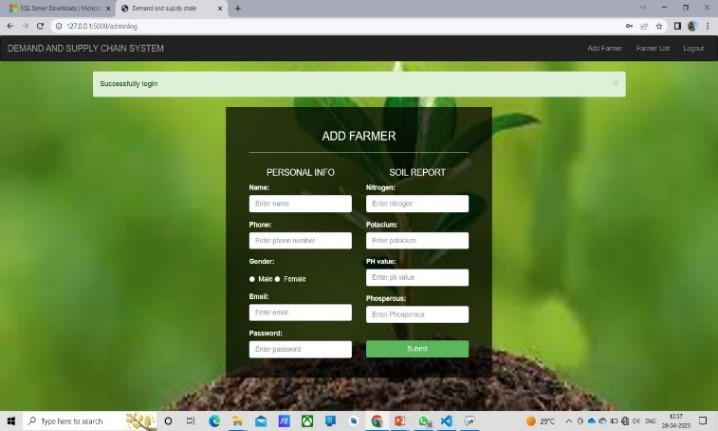 SQL Server Downloads | Microsof
Demand and supply chain
127.0.0.1:5000/adminlog
DEMAND AND SUPPLY CHAIN SYSTEM
Add Farmer
Farmer List
Logout
Successfully login
ADD FARMER
PERSONAL INFO
Name:
Enter name
Phone:
Enter phone number
Gender:
Male Female
Email:
Enter email
Password:
Enter password
SOIL REPORT
Nitrogen:
Enter nitrogen
Potacium:
Enter potacium
PH value:
Enter ph value
Phosperous:
Enter Phosperous
Submit
Type here to search
29°C
ENG
12:37
28-04-2023